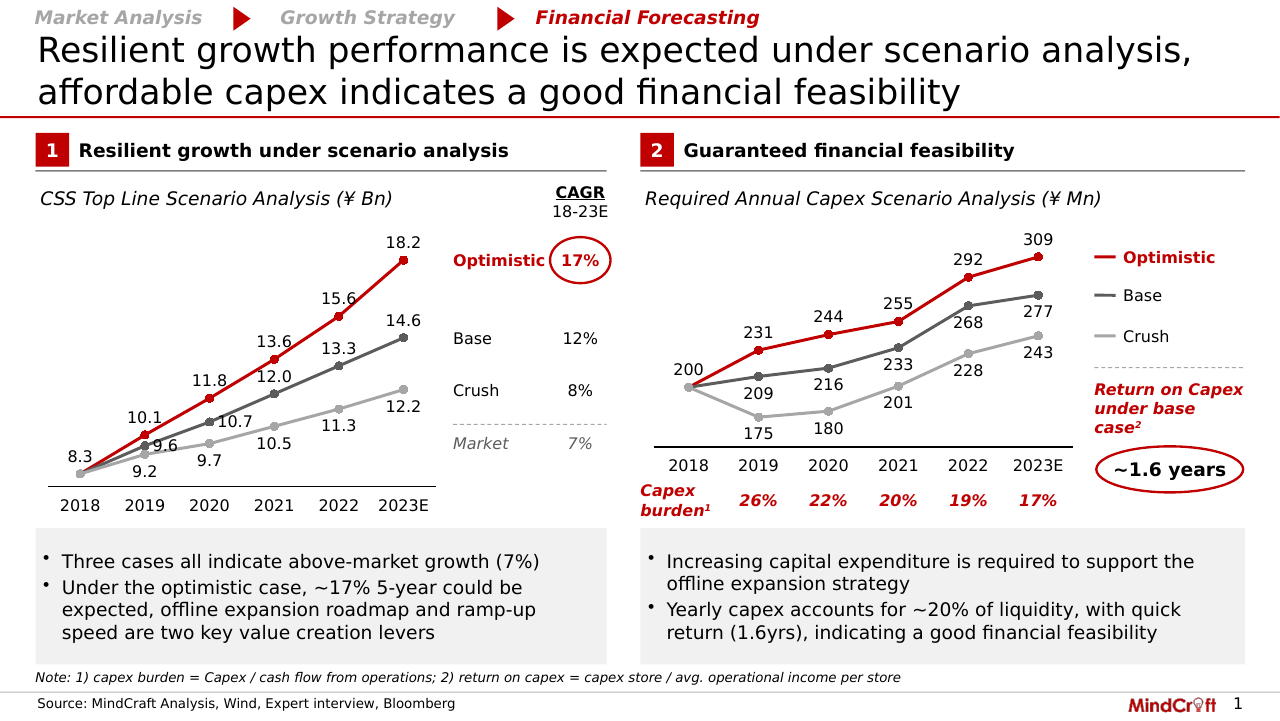 Market Analysis
Growth Strategy
Financial Forecasting
Resilient growth performance is expected under scenario analysis,
affordable capex indicates a good financial feasibility
1 Resilient growth under scenario analysis
CSS Top Line Scenario Analysis (¥ Bn)
CAGR
18-23E
18.2
15.6
13.6
11.8
10.1
8.3
14.6
13.3
12.0
10.7
9.6
12.2
11.3
10.5
9.7
9.2
Optimistic 17%
Base 12%
Crush 8%
Market 7%
2018 2019 2020 2021 2022 2023E
• Three cases all indicate above-market growth (7%)
• Under the optimistic case, ~17% 5-year could be
expected, offline expansion roadmap and ramp-up
speed are two key value creation levers
2 Guaranteed financial feasibility
Required Annual Capex Scenario Analysis (¥ Mn)
309
292
255
244
231
200
277
268
233
216
209
243
228
201
180
175
Optimistic
Base
Crush
Return on Capex
under base
case²
~1.6 years
2018 2019 2020 2021 2022 2023E
Capex
burden¹
26% 22% 20% 19% 17%
• Increasing capital expenditure is required to support the
offline expansion strategy
• Yearly capex accounts for ~20% of liquidity, with quick
return (1.6yrs), indicating a good financial feasibility
Note: 1) capex burden = Capex / cash flow from operations; 2) return on capex = capex store / avg. operational income per store
Source: MindCraft Analysis, Wind, Expert interview, Bloomberg
MindCraft
1